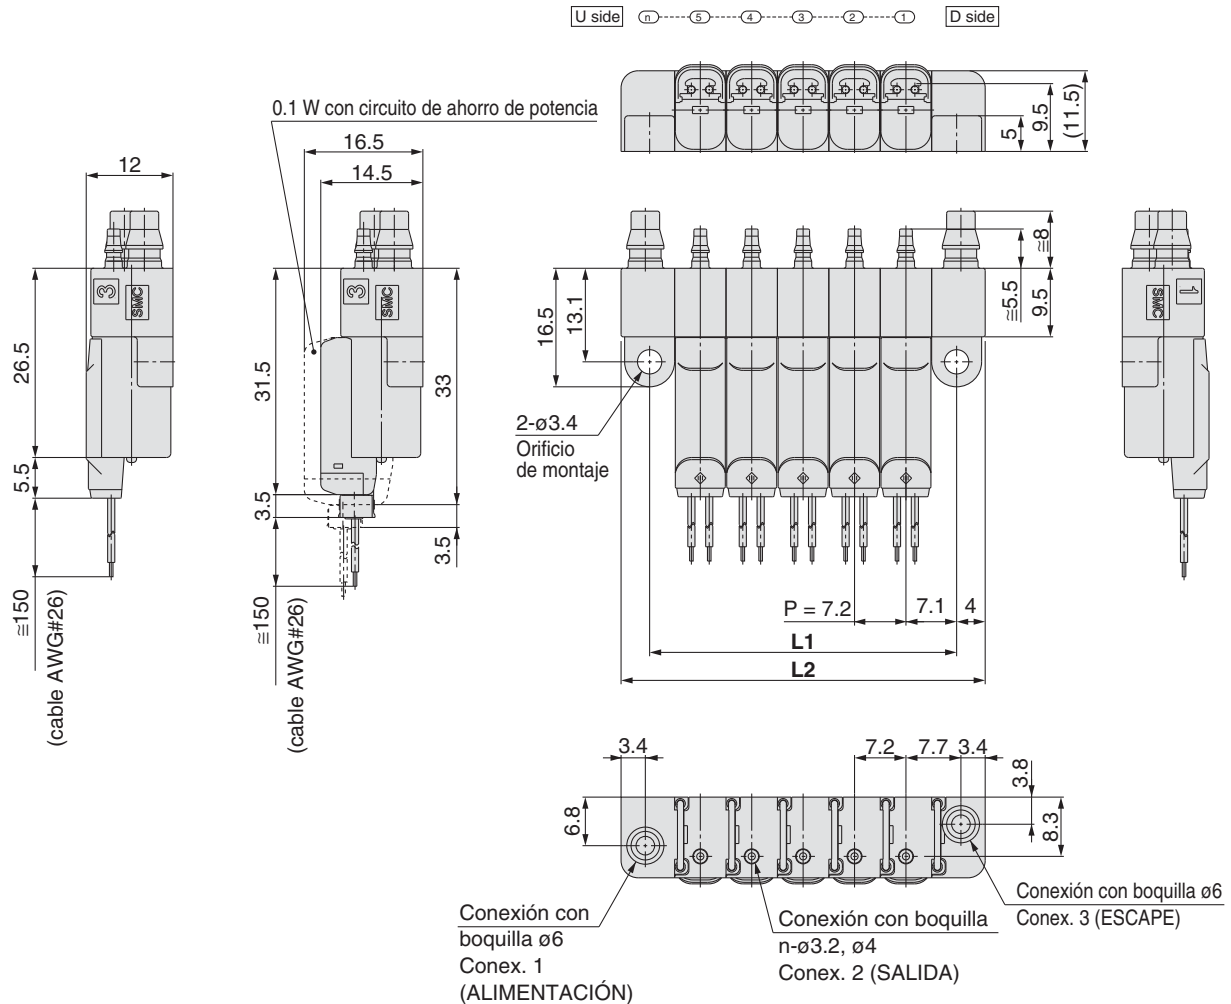 U side
n
5
4
3
2
1
D side
0.1 W con circuito de ahorro de potencia
16.5
14.5
12
5
9.5
(11.5)
3
SMC
3
SMC
SMC
1
26.5
5.5
≅150
(cable AWG#26)
31.5
3.5
33
3.5
≅150
(cable AWG#26)
16.5
13.1
≅8
≅5.5
9.5
2-ø3.4
Orificio
de montaje
P = 7.2
7.1
4
L1
L2
3.4
7.2
7.7
3.4
6.8
3.8
8.3
Conexión con
boquilla ø6
Conex. 1
(ALIMENTACIÓN)
Conexión con boquilla
n-ø3.2, ø4
Conex. 2 (SALIDA)
Conexión con boquilla ø6
Conex. 3 (ESCAPE)